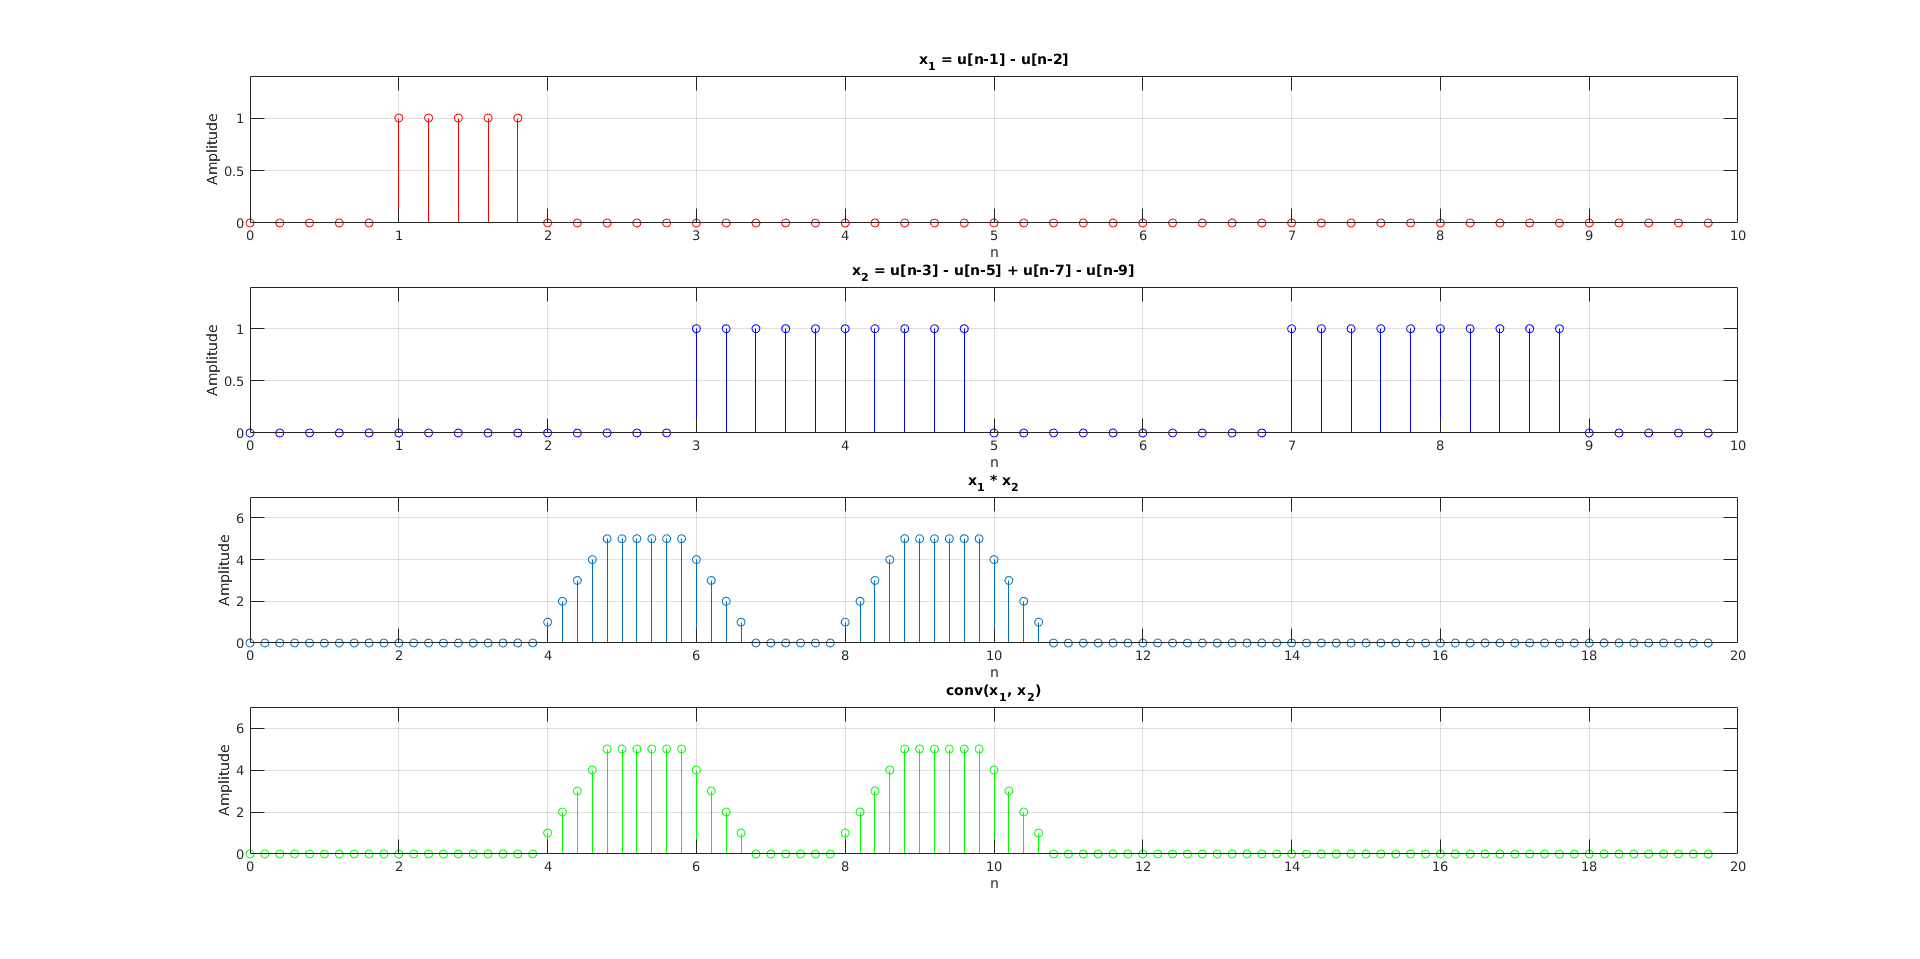 x₁ = u[n-1] - u[n-2]
Amplitude
1
0.5
0
0 1 2 3 4 5 6 7 8 9 10
n
x₂ = u[n-3] - u[n-5] + u[n-7] - u[n-9]
Amplitude
1
0.5
0
0 1 2 3 4 5 6 7 8 9 10
n
x₁ * x₂
Amplitude
6
4
2
0
0 2 4 6 8 10 12 14 16 18 20
n
conv(x₁, x₂)
Amplitude
6
4
2
0
0 2 4 6 8 10 12 14 16 18 20
n